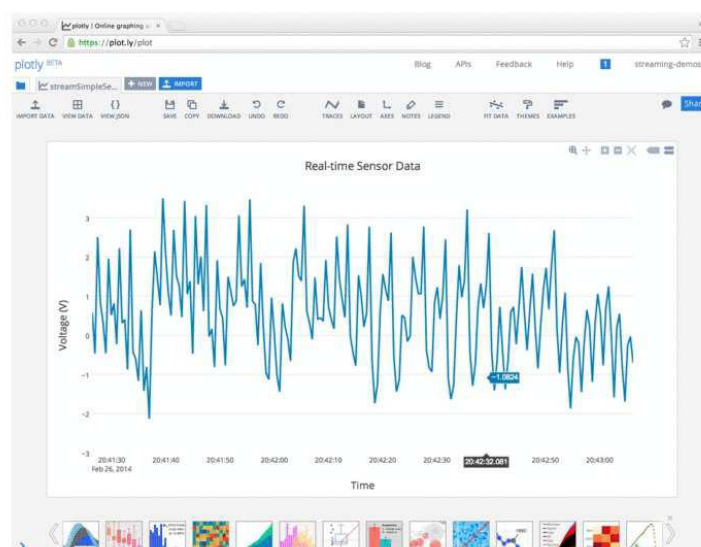 plotly | Online graphing
https://plot.ly/plot
plotly BETA
Blog APIs Feedback Help 1 streaming-demos
streamSimpleSe... + NEW IMPORT
IMPORT DATA VIEW DATA VIEW JSON SAVE COPY DOWNLOAD UNDO REDO TRACES LAYOUT AXES NOTES LEGEND FIT DATA THEMES EXAMPLES Shar
Real-time Sensor Data
3
2
1
0
−1
−2
−3
Voltage (V)
−1.0824
20:41:30 20:41:40 20:41:50 20:42:00 20:42:10 20:42:20 20:42:30 20:42:32.081 20:42:50 20:43:00
Feb 26, 2014
Time